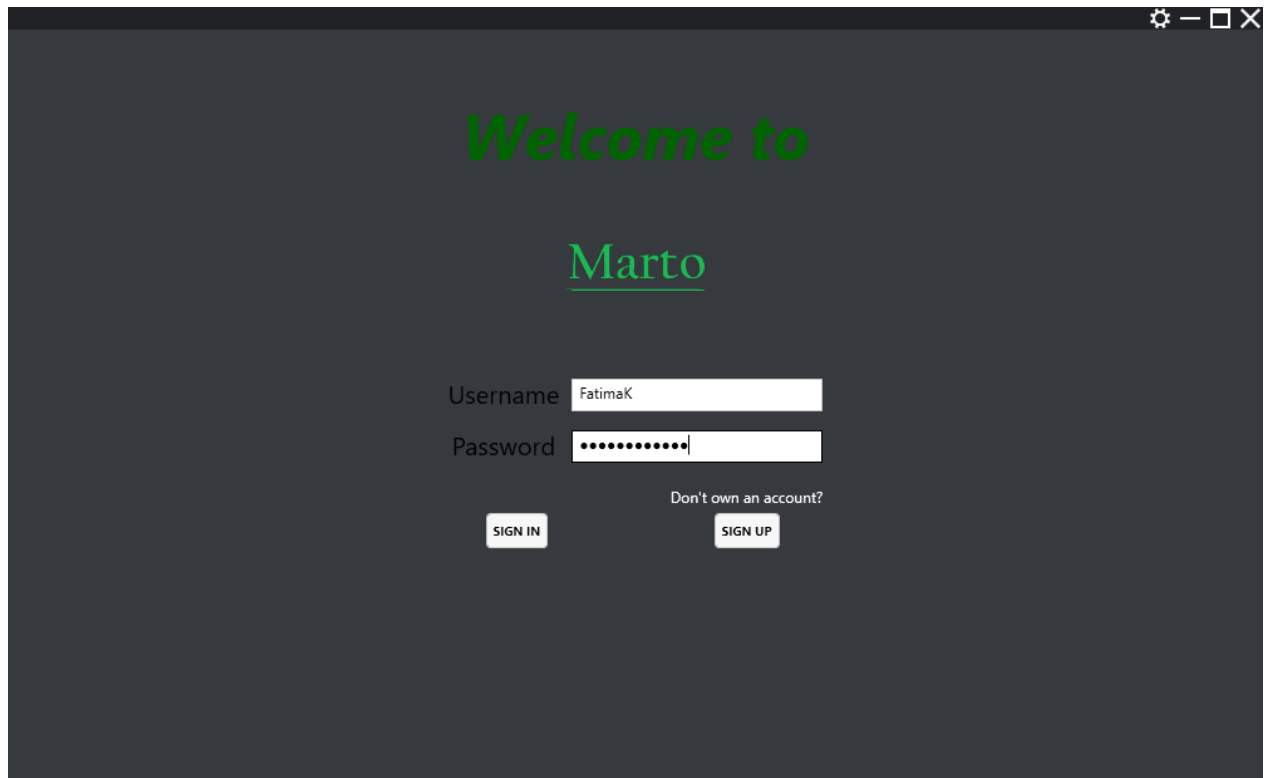 Welcome to
Marto
Username FatimaK
Password ••••••••••••
Don't own an account?
SIGN IN SIGN UP